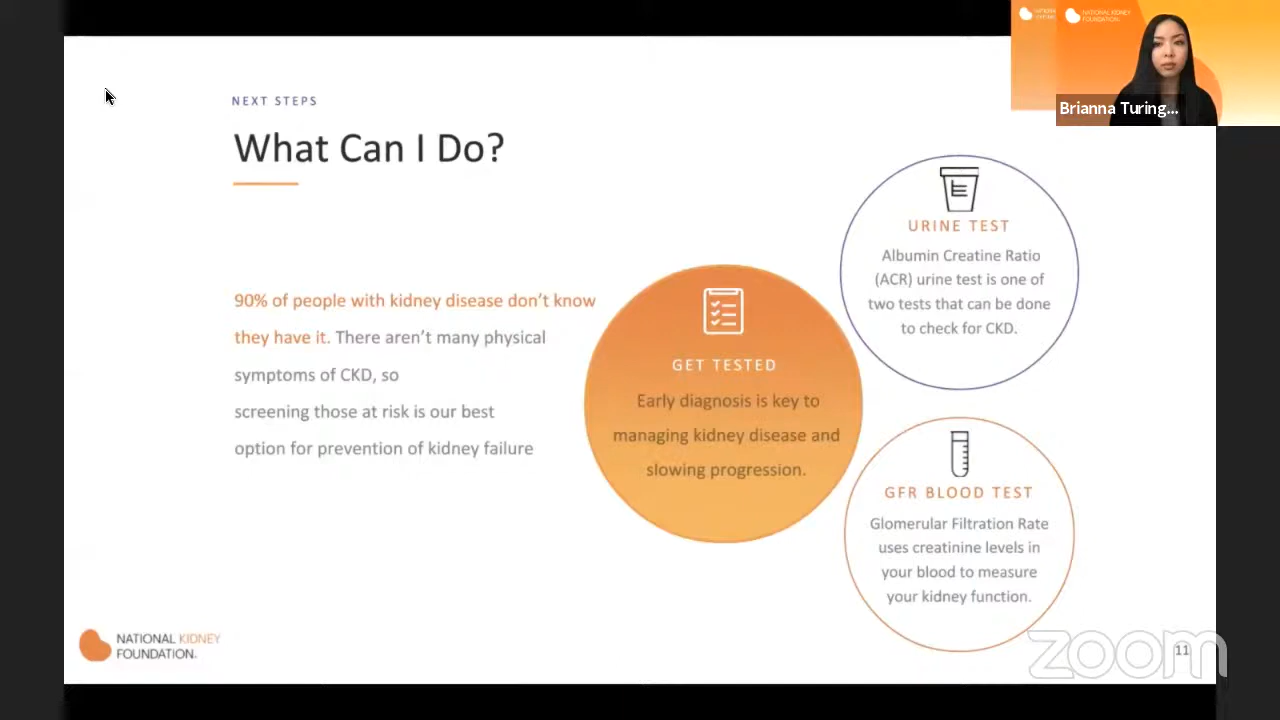 NEXT STEPS
What Can I Do?
90% of people with kidney disease don't know
they have it. There aren't many physical
symptoms of CKD, so
screening those at risk is our best
option for prevention of kidney failure
GET TESTED
Early diagnosis is key to
managing kidney disease and
slowing progression.
URINE TEST
Albumin Creatine Ratio
(ACR) urine test is one of
two tests that can be done
to check for CKD.
GFR BLOOD TEST
Glomerular Filtration Rate
uses creatinine levels in
your blood to measure
your kidney function.
NATIONAL KIDNEY
FOUNDATION
11
zoom
NATIONAL KIDNEY
FOUNDATION
Brianna Turing...